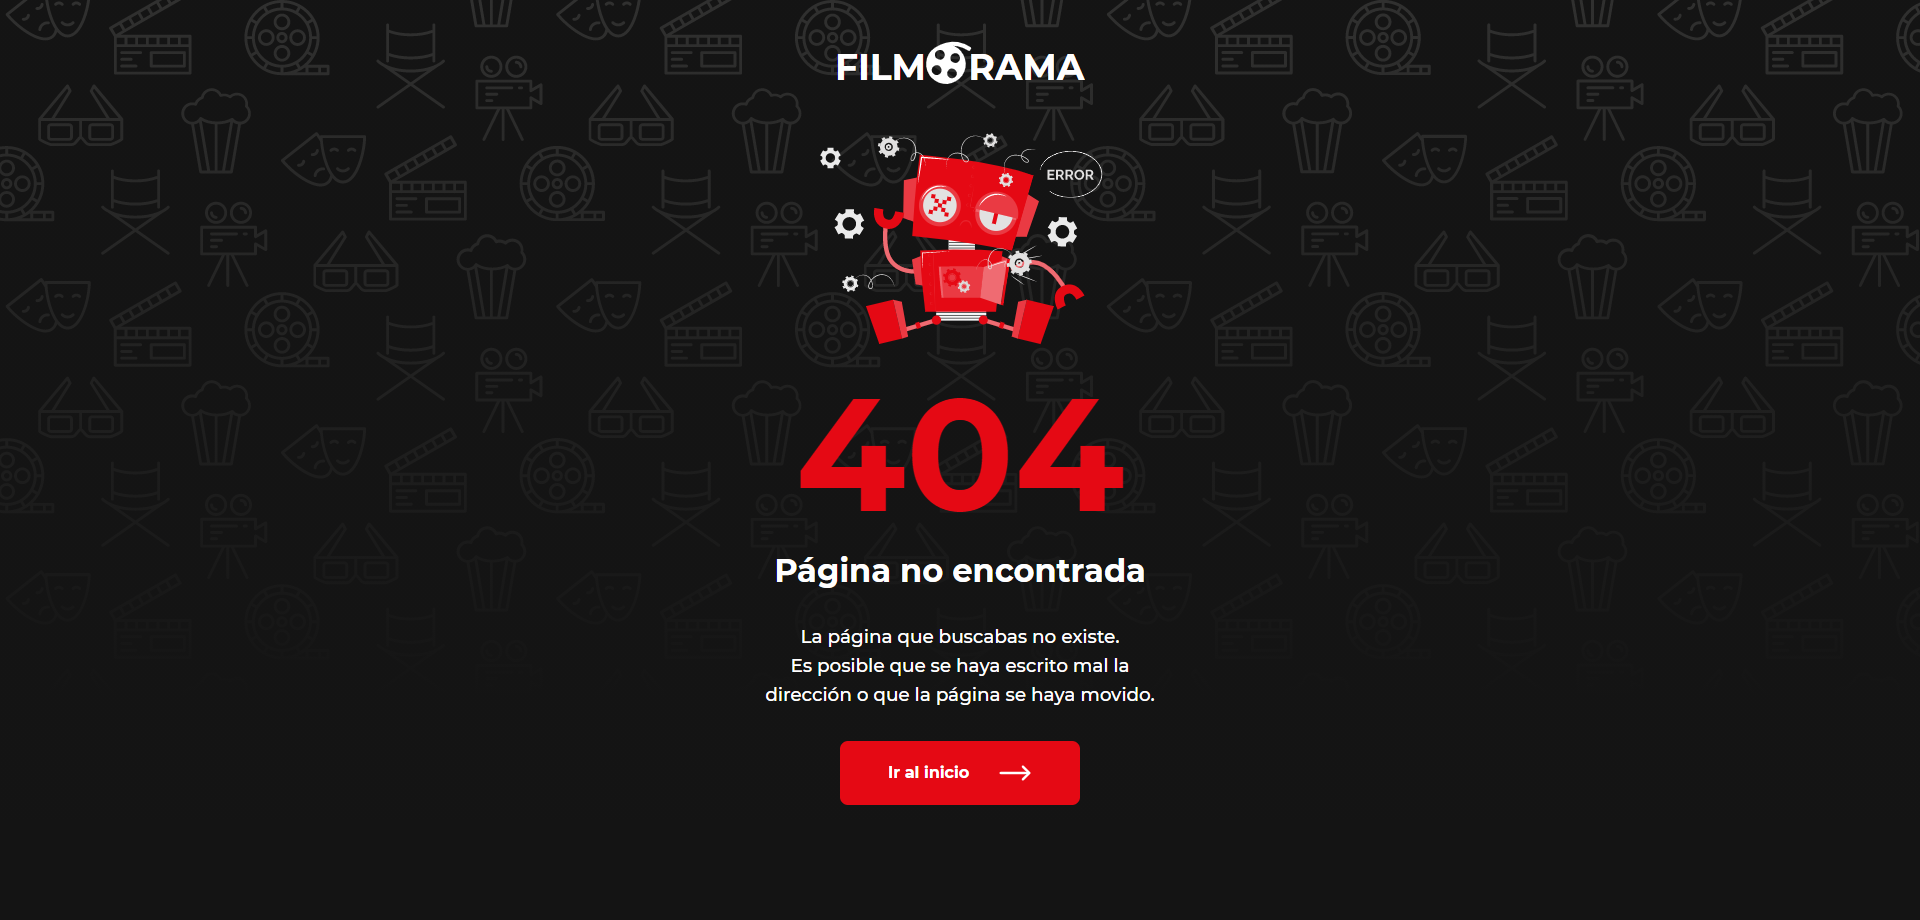 FILMORAMA
ERROR
404
Página no encontrada
La página que buscabas no existe.
Es posible que se haya escrito mal la
dirección o que la página se haya movido.
Ir al inicio